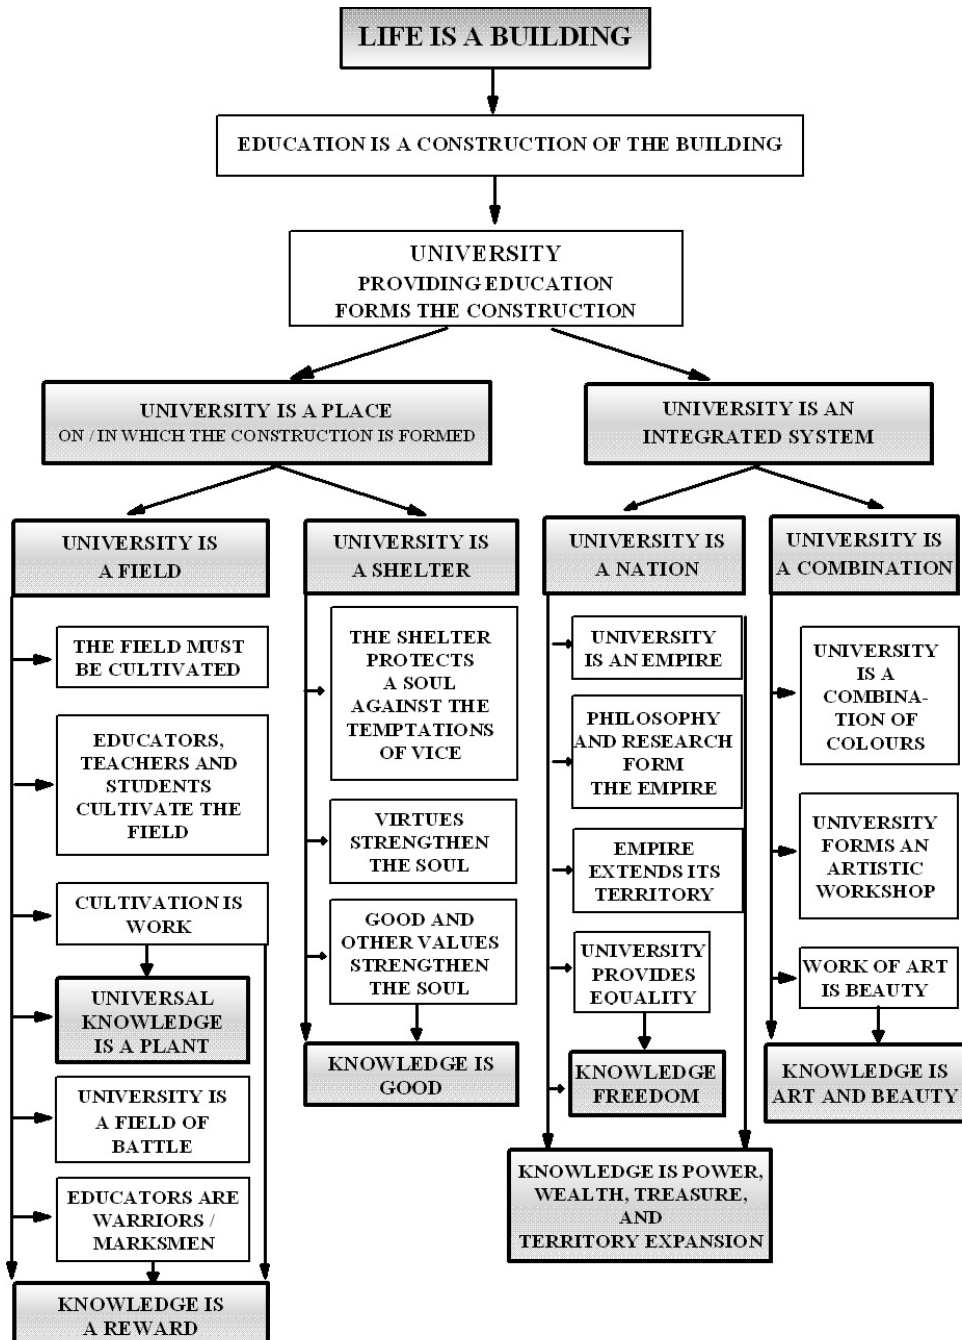 LIFE IS A BUILDING
EDUCATION IS A CONSTRUCTION OF THE BUILDING
UNIVERSITY
PROVIDING EDUCATION
FORMS THE CONSTRUCTION
UNIVERSITY IS A PLACE
ON / IN WHICH THE CONSTRUCTION IS FORMED
UNIVERSITY IS AN
INTEGRATED SYSTEM
UNIVERSITY IS
A FIELD
THE FIELD MUST
BE CULTIVATED
EDUCATORS,
TEACHERS AND
STUDENTS
CULTIVATE THE
FIELD
CULTIVATION IS
WORK
UNIVERSAL
KNOWLEDGE
IS A PLANT
UNIVERSITY IS
A FIELD OF
BATTLE
EDUCATORS ARE
WARRIORS /
MARKSMEN
KNOWLEDGE IS
A REWARD
UNIVERSITY IS
A SHELTER
THE SHELTER
PROTECTS
A SOUL
AGAINST THE
TEMPTATIONS
OF VICE
VIRTUES
STRENGTHEN
THE SOUL
GOOD AND
OTHER VALUES
STRENGTHEN
THE SOUL
KNOWLEDGE IS
GOOD
UNIVERSITY IS
A NATION
UNIVERSITY
IS AN EMPIRE
PHILOSOPHY
AND RESEARCH
FORM
THE EMPIRE
EMPIRE
EXTENDS ITS
TERRITORY
UNIVERSITY
PROVIDES
EQUALITY
KNOWLEDGE
FREEDOM
KNOWLEDGE IS POWER,
WEALTH, TREASURE,
AND
TERRITORY EXPANSION
UNIVERSITY IS
A COMBINATION
UNIVERSITY
IS A
COMBINA-
TION OF
COLOURS
UNIVERSITY
FORMS AN
ARTISTIC
WORKSHOP
WORK OF ART
IS BEAUTY
KNOWLEDGE IS
ART AND BEAUTY